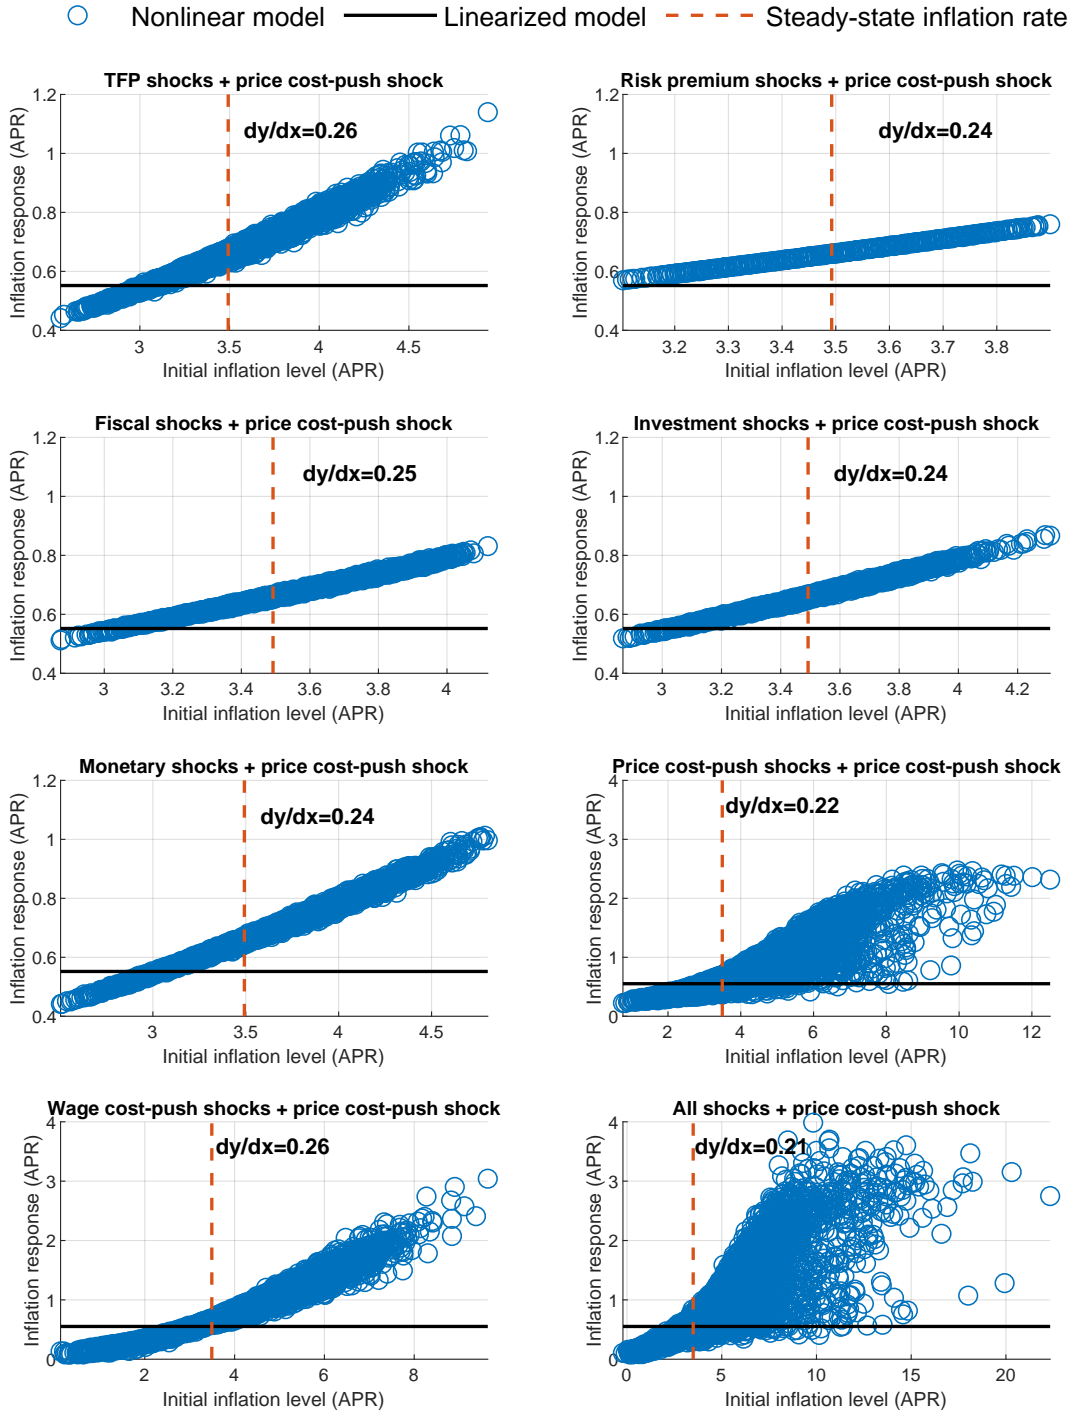 Nonlinear model Linearized model Steady-state inflation rate
TFP shocks + price cost-push shock
dy/dx=0.26
Inflation response (APR)
1.2
1
0.8
0.6
0.4
3 3.5 4 4.5
Initial inflation level (APR)
Risk premium shocks + price cost-push shock
dy/dx=0.24
Inflation response (APR)
1.2
1
0.8
0.6
0.4
3.2 3.3 3.4 3.5 3.6 3.7 3.8
Initial inflation level (APR)
Fiscal shocks + price cost-push shock
dy/dx=0.25
Inflation response (APR)
1.2
1
0.8
0.6
0.4
3 3.2 3.4 3.6 3.8 4
Initial inflation level (APR)
Investment shocks + price cost-push shock
dy/dx=0.24
Inflation response (APR)
1.2
1
0.8
0.6
0.4
3 3.2 3.4 3.6 3.8 4 4.2
Initial inflation level (APR)
Monetary shocks + price cost-push shock
dy/dx=0.24
Inflation response (APR)
1.2
1
0.8
0.6
0.4
3 3.5 4 4.5
Initial inflation level (APR)
Price cost-push shocks + price cost-push shock
dy/dx=0.22
Inflation response (APR)
4
3
2
1
0
2 4 6 8 10 12
Initial inflation level (APR)
Wage cost-push shocks + price cost-push shock
dy/dx=0.26
Inflation response (APR)
4
3
2
1
0
2 4 6 8
Initial inflation level (APR)
All shocks + price cost-push shock
dy/dx=0.21
Inflation response (APR)
4
3
2
1
0
0 5 10 15 20
Initial inflation level (APR)